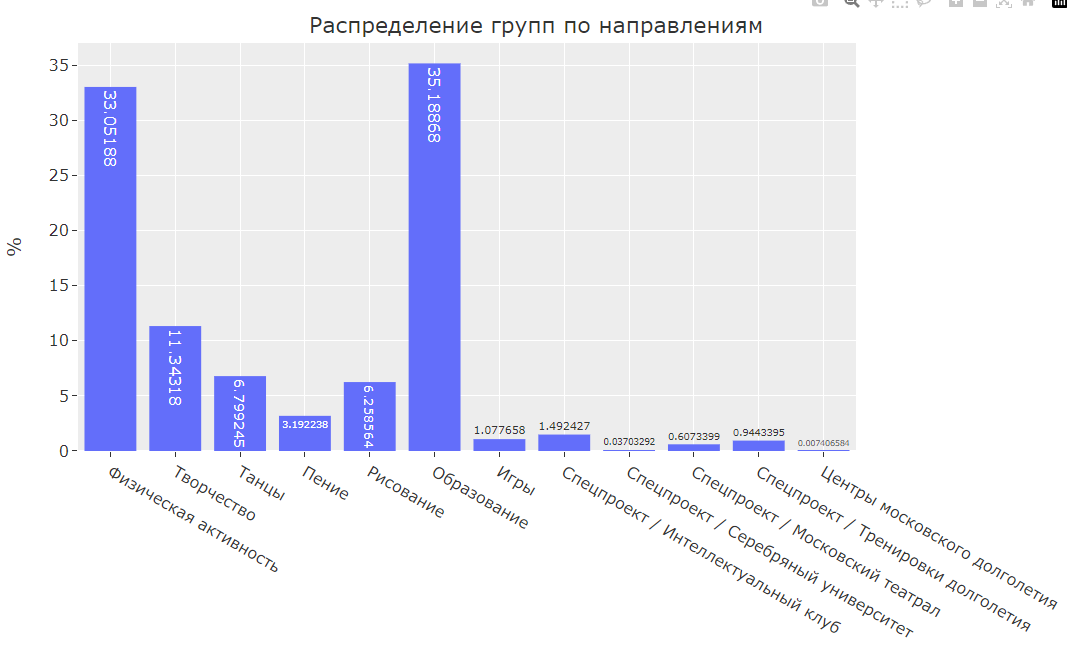 Распределение групп по направлениям
%
35
30
25
20
15
10
5
0
33.05188
11.34318
6.799245
3.192238
6.258564
35.18868
1.077658
1.492427
0.03703292
0.6073399
0.9443395
0.007406584
Физическая активность
Творчество
Танцы
Пение
Рисование
Образование
Игры
Спецпроект / Интеллектуальный клуб
Спецпроект / Серебряный университет
Спецпроект / Московский театрал
Спецпроект / Тренировки долголетия
Центры московского долголетия